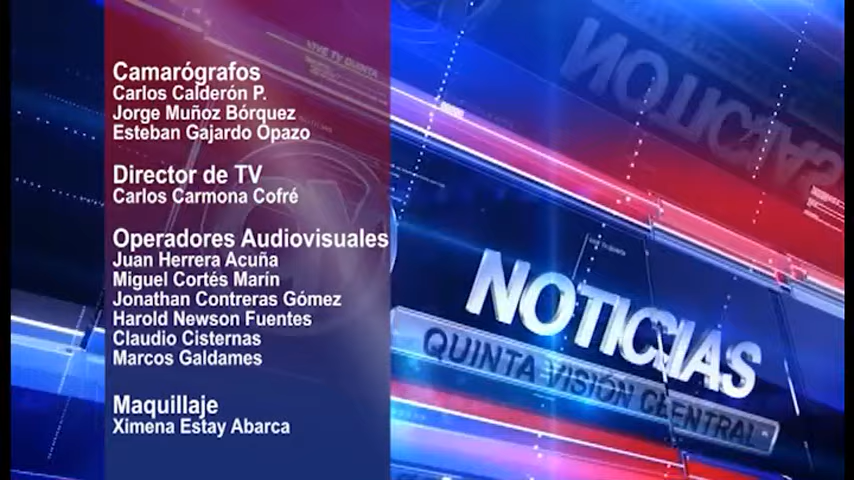 Camarógrafos
Carlos Calderón P.
Jorge Muñoz Bórquez
Esteban Gajardo Opazo
Director de TV
Carlos Carmona Cofré
Operadores Audiovisuales
Juan Herrera Acuña
Miguel Cortés Marín
Jonathan Contreras Gómez
Harold Newson Fuentes
Claudio Cisternas
Marcos Galdames
Maquillaje
Ximena Estay Abarca
NOTICIAS
NOTICIAS
QUINTA VISIÓN